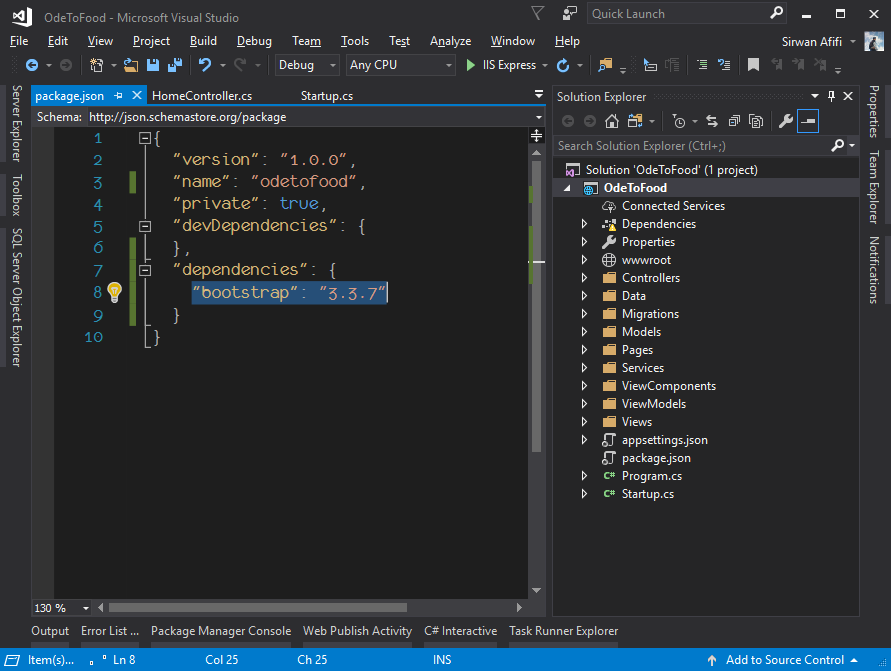 OdeToFood - Microsoft Visual Studio
Quick Launch
File Edit View Project Build Debug Team Tools Test Analyze Window Help
Sirwan Afifi
Debug Any CPU IIS Express
Server Explorer
Toolbox
SQL Server Object Explorer
package.json HomeController.cs Startup.cs
Schema: http://json.schemastore.org/package
1 {
2 "version": "1.0.0",
3 "name": "odetofood",
4 "private": true,
5 "devDependencies": {
6 },
7 "dependencies": {
8 "bootstrap": "3.3.7"
9 }
10 }
130 %
Solution Explorer
Search Solution Explorer (Ctrl+;)
Solution 'OdeToFood' (1 project)
OdeToFood
Connected Services
Dependencies
Properties
wwwroot
Controllers
Data
Migrations
Models
Pages
Services
ViewComponents
ViewModels
Views
appsettings.json
package.json
C# Program.cs
C# Startup.cs
Properties
Team Explorer
Notifications
Output Error List ... Package Manager Console Web Publish Activity C# Interactive Task Runner Explorer
Item(s)... Ln 8 Col 25 Ch 25 INS Add to Source Control